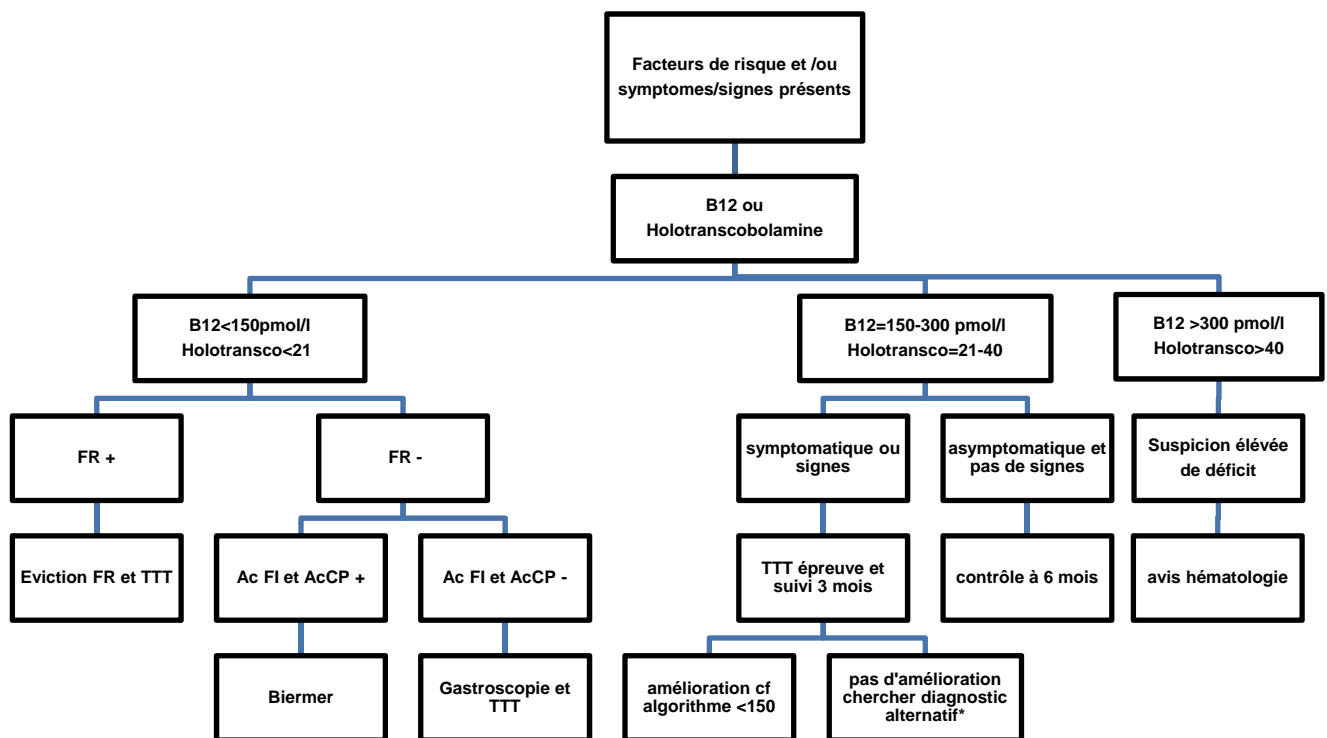 Facteurs de risque et /ou
symptomes/signes présents
B12 ou
Holotranscobolamine
B12<150pmol/l
Holotransco<21
B12=150-300 pmol/l
Holotransco=21-40
B12 >300 pmol/l
Holotransco>40
FR +
FR -
symptomatique ou
signes
asymptomatique et
pas de signes
Suspicion élévée
de déficit
Eviction FR et TTT
Ac FI et AcCP +
Ac FI et AcCP -
TTT épreuve et
suivi 3 mois
contrôle à 6 mois
avis hématologie
Biermer
Gastroscopie et
TTT
amélioration cf
algorithme <150
pas d'amélioration
chercher diagnostic
alternatif*